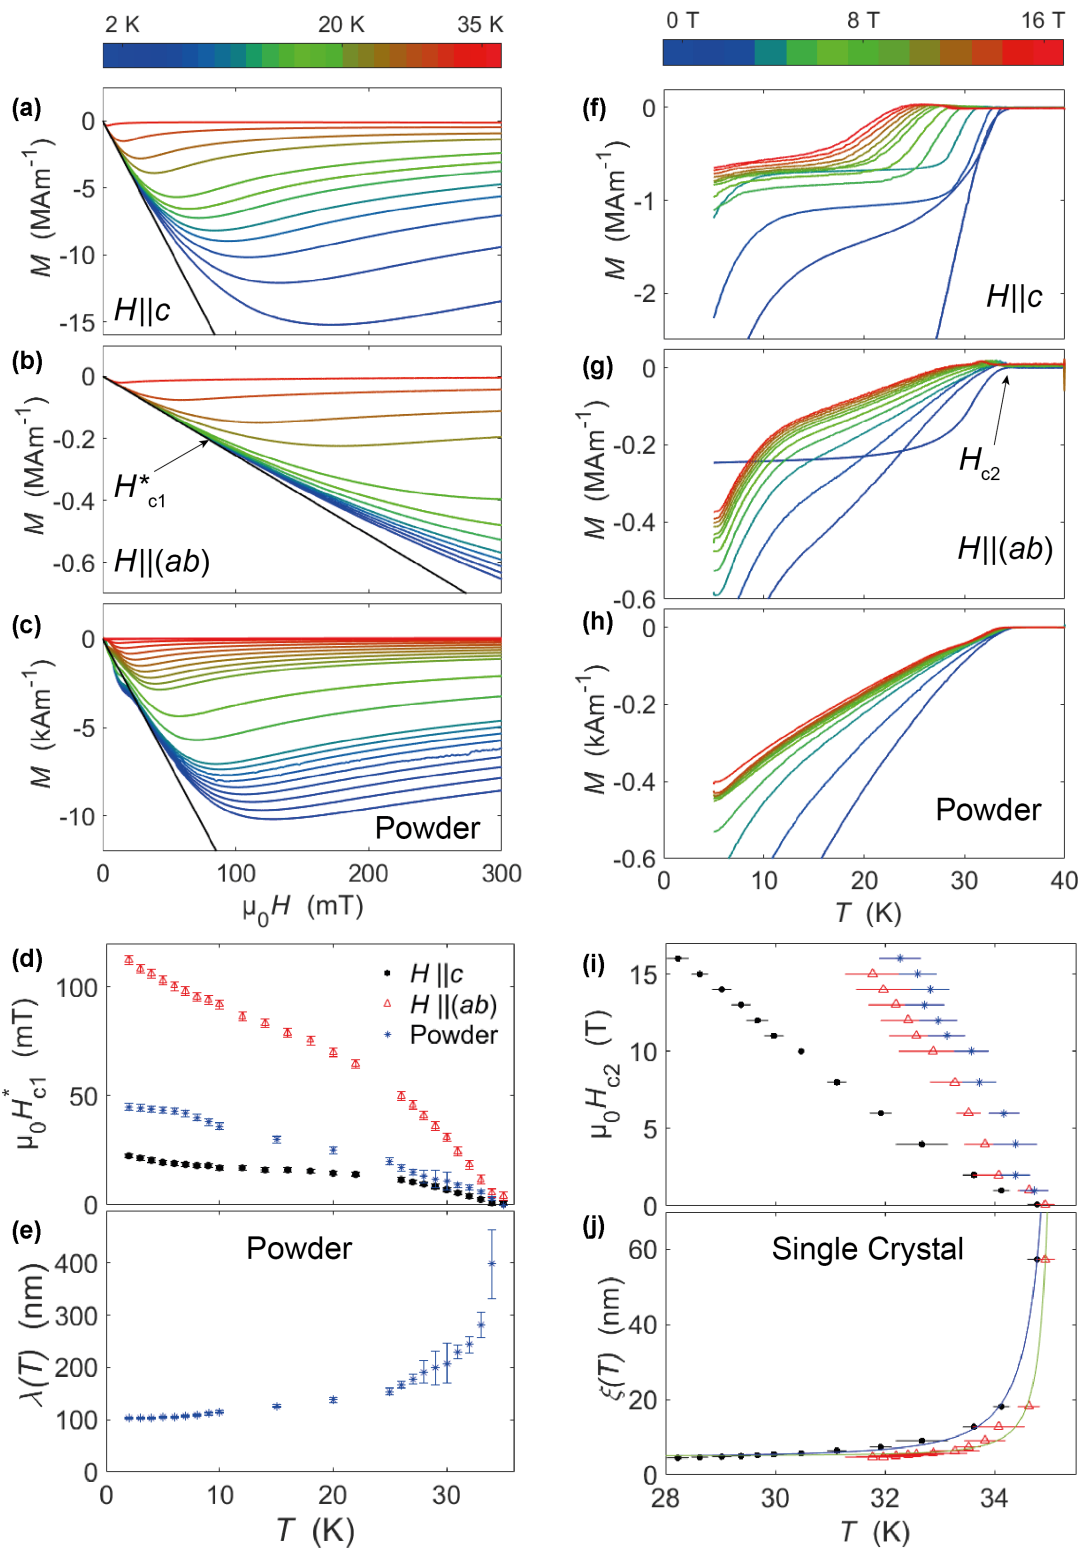 2 K 20 K 35 K
(a)
0
-5
-10
-15
M (MAm⁻¹)
H||c
(b)
0
-0.2
-0.4
-0.6
M (MAm⁻¹)
H*c1
H||(ab)
(c)
0
-5
-10
M (kAm⁻¹)
Powder
0 100 200 300
μ₀H (mT)
(d)
100
50
0
μ₀H*c1 (mT)
H ||c
H ||(ab)
Powder
0 10 20 30
(e)
Powder
400
300
200
100
0
λ(T) (nm)
0 10 20 30
T (K)
0 T 8 T 16 T
(f)
0
-1
-2
M (MAm⁻¹)
H||c
(g)
0
-0.2
-0.4
-0.6
M (MAm⁻¹)
Hc2
H||(ab)
(h)
0
-0.2
-0.4
-0.6
M (kAm⁻¹)
Powder
0 10 20 30 40
T (K)
(i)
15
10
5
0
μ₀Hc2 (T)
(j)
Single Crystal
60
40
20
0
ξ(T) (nm)
28 30 32 34
T (K)